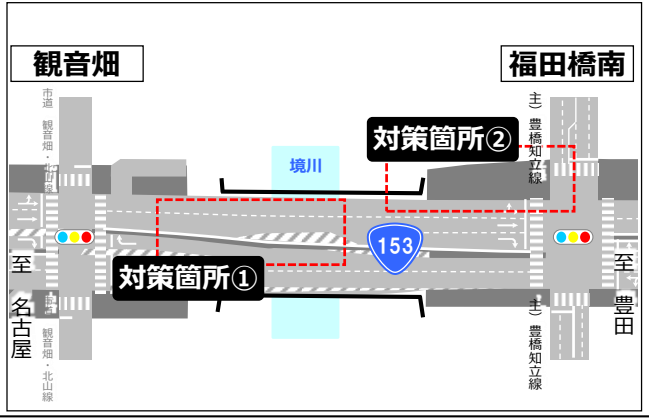 観音畑
福田橋南
市道 観音畑・北山線
主）豊橋知立線
対策箇所②
境川
153
対策箇所①
至 名古屋
至 豊田
市道 観音畑・北山線
主）豊橋知立線